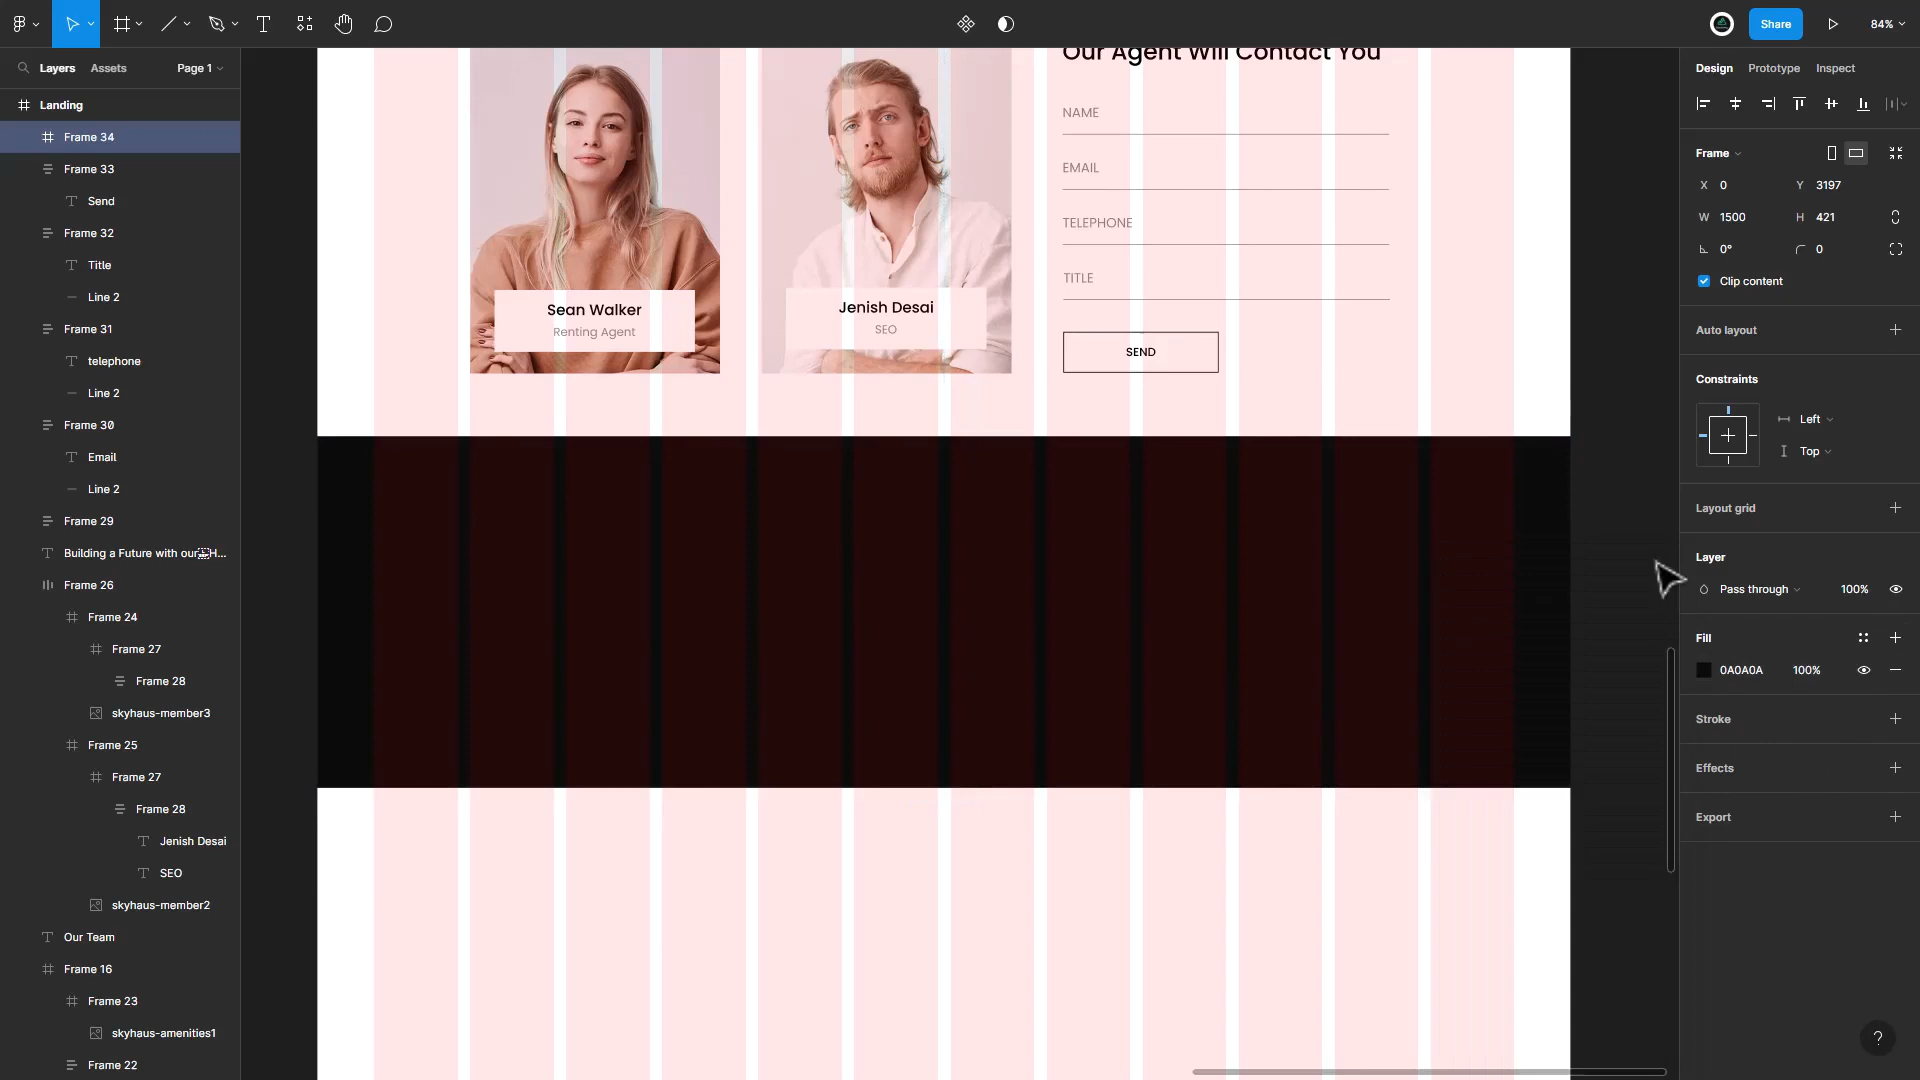 Share
84%
Layers
Assets
Page 1
Landing
Frame 34
Frame 33
Send
Frame 32
Title
Line 2
Frame 31
telephone
Line 2
Frame 30
Email
Line 2
Frame 29
Building a Future with our H...
Frame 26
Frame 24
Frame 27
Frame 28
skyhaus-member3
Frame 25
Frame 27
Frame 28
Jenish Desai
SEO
skyhaus-member2
Our Team
Frame 16
Frame 23
skyhaus-amenities1
Frame 22
Our Agent Will Contact You
NAME
EMAIL
TELEPHONE
TITLE
SEND
Sean Walker
Renting Agent
Jenish Desai
SEO
Design
Prototype
Inspect
Frame
X 0
Y 3197
W 1500
H 421
0°
0
Clip content
Auto layout
Constraints
Left
Top
Layout grid
Layer
Pass through
100%
Fill
0A0A0A
100%
Stroke
Effects
Export
?